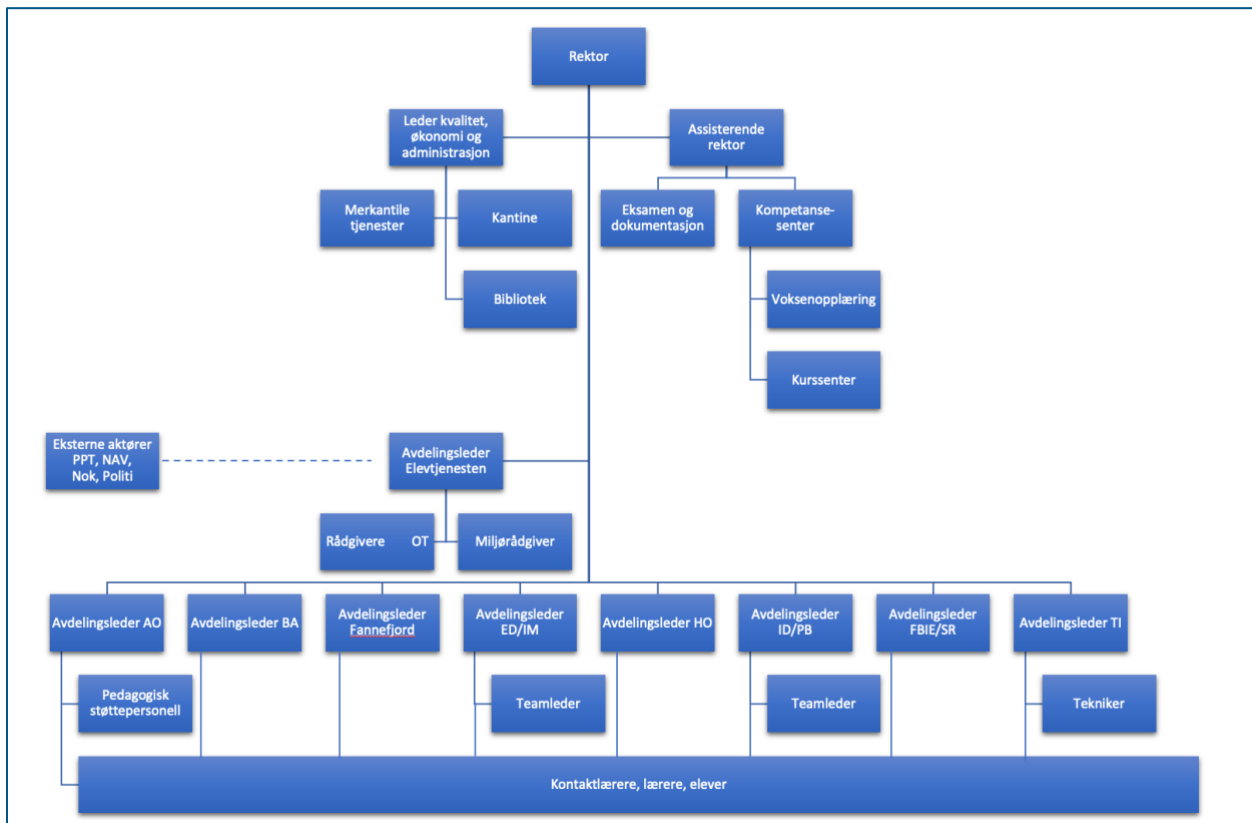 Rektor
Leder kvalitet,
økonomi og
administrasjon
Assisterende
rektor
Merkantile
tjenester
Kantine
Eksamen og
dokumentasjon
Kompetanse-
senter
Bibliotek
Voksenopplæring
Kurssenter
Eksterne aktører
PPT, NAV,
Nok, Politi
Avdelingsleder
Elevtjenesten
Rådgivere OT
Miljørådgiver
Avdelingsleder AO
Avdelingsleder BA
Avdelingsleder
Fannefjord
Avdelingsleder
ED/IM
Avdelingsleder HO
Avdelingsleder
ID/PB
Avdelingsleder
FBIE/SR
Avdelingsleder TI
Pedagogisk
støttepersonell
Teamleder
Teamleder
Tekniker
Kontaktlærere, lærere, elever